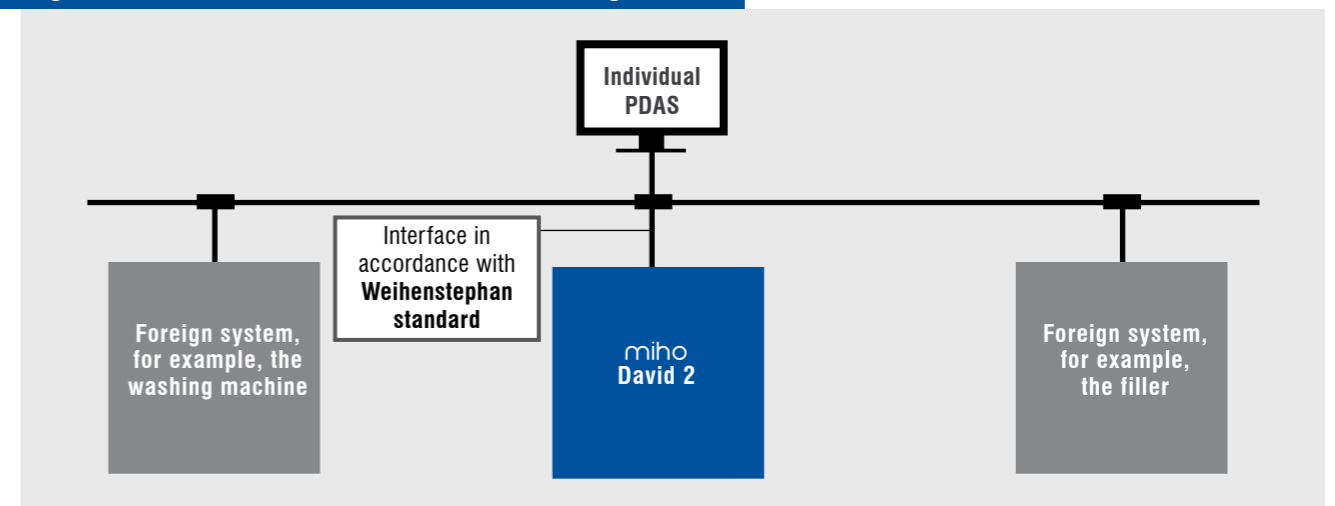 Individual
PDAS
Interface in
accordance with
Weihenstephan
standard
Foreign system,
for example, the
washing machine
miho
David 2
Foreign system,
for example,
the filler